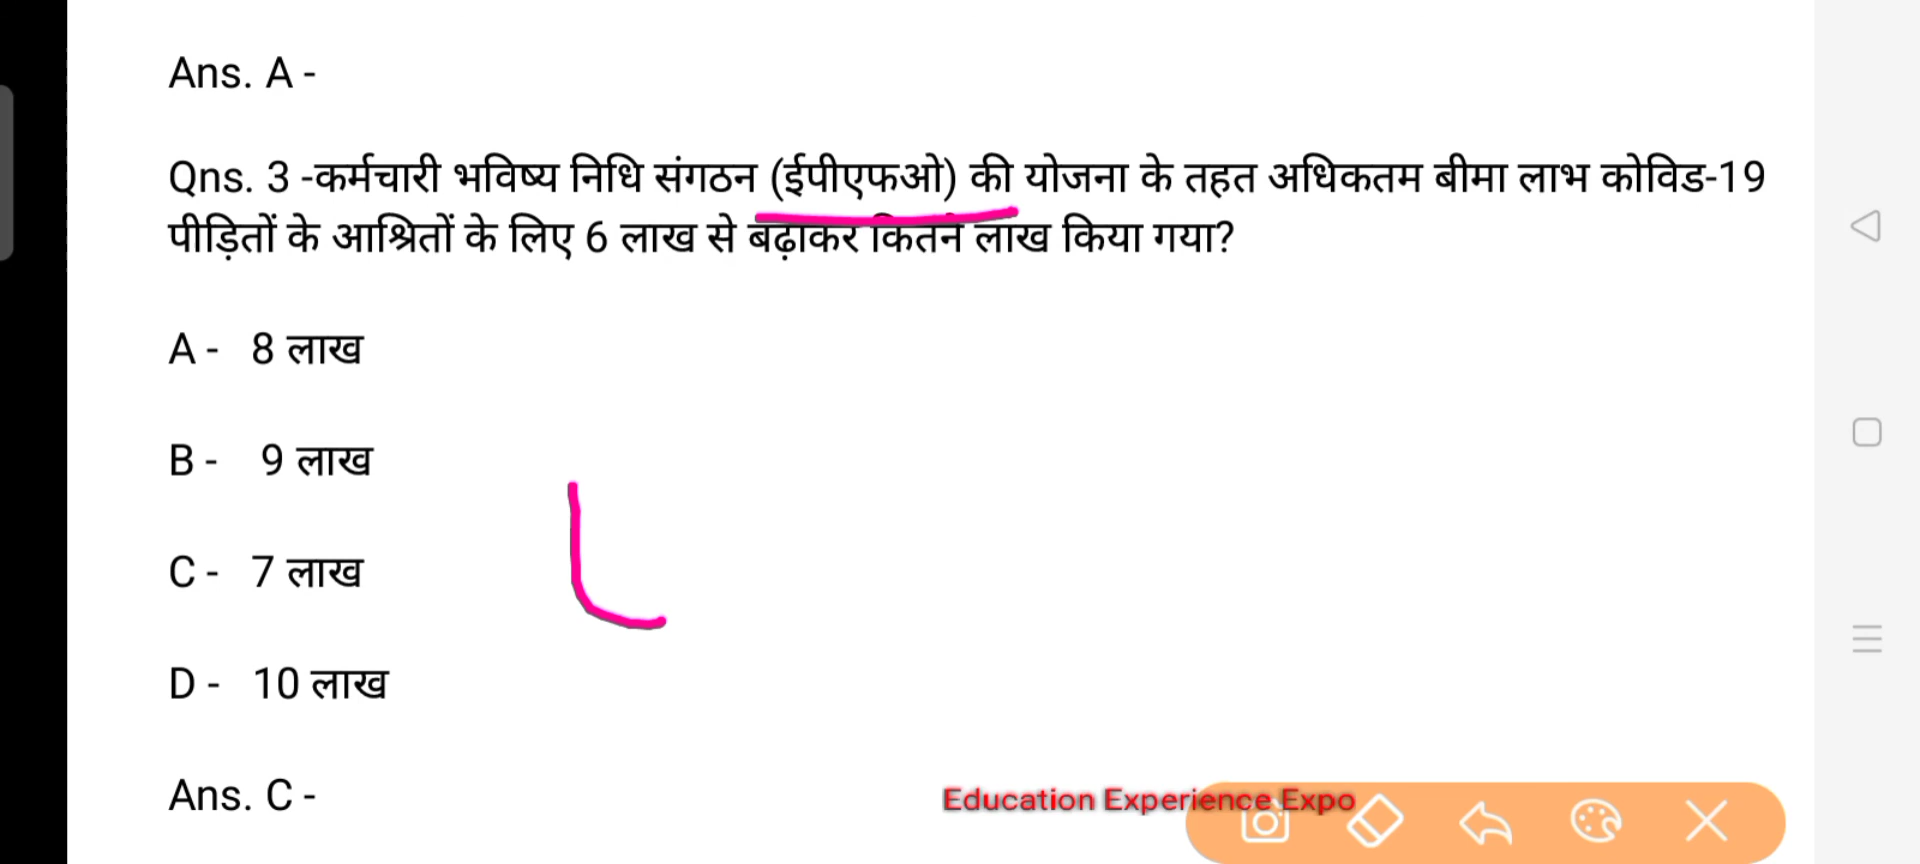 Ans. A -
Qns. 3 -कर्मचारी भविष्य निधि संगठन (ईपीएफओ) की योजना के तहत अधिकतम बीमा लाभ कोविड-19
पीड़ितों के आश्रितों के लिए 6 लाख से बढ़ाकर कितने लाख किया गया?
A - 8 लाख
B - 9 लाख
C - 7 लाख
D - 10 लाख
Ans. C -
Education Experience Expo